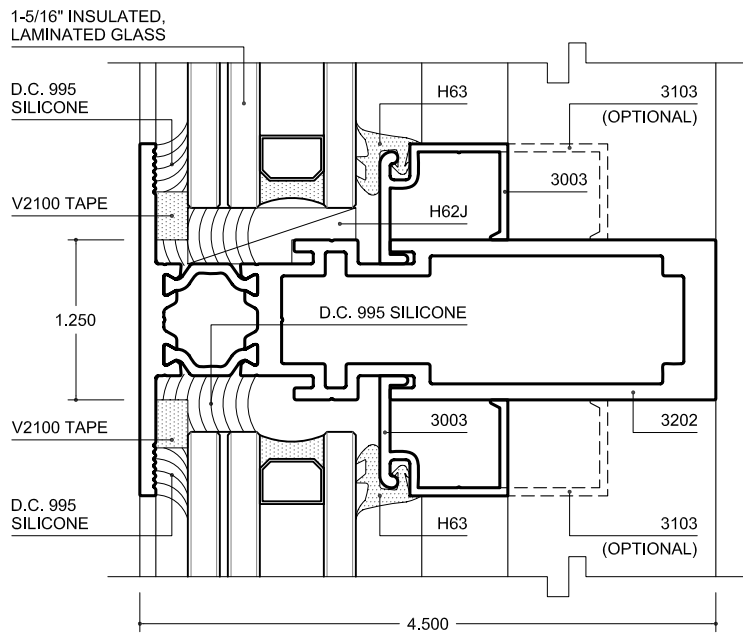 1-5/16" INSULATED,
LAMINATED GLASS
D.C. 995
SILICONE
H63
3103
(OPTIONAL)
3003
V2100 TAPE
H62J
1.250
D.C. 995 SILICONE
V2100 TAPE
3003
3202
D.C. 995
SILICONE
H63
3103
(OPTIONAL)
4.500